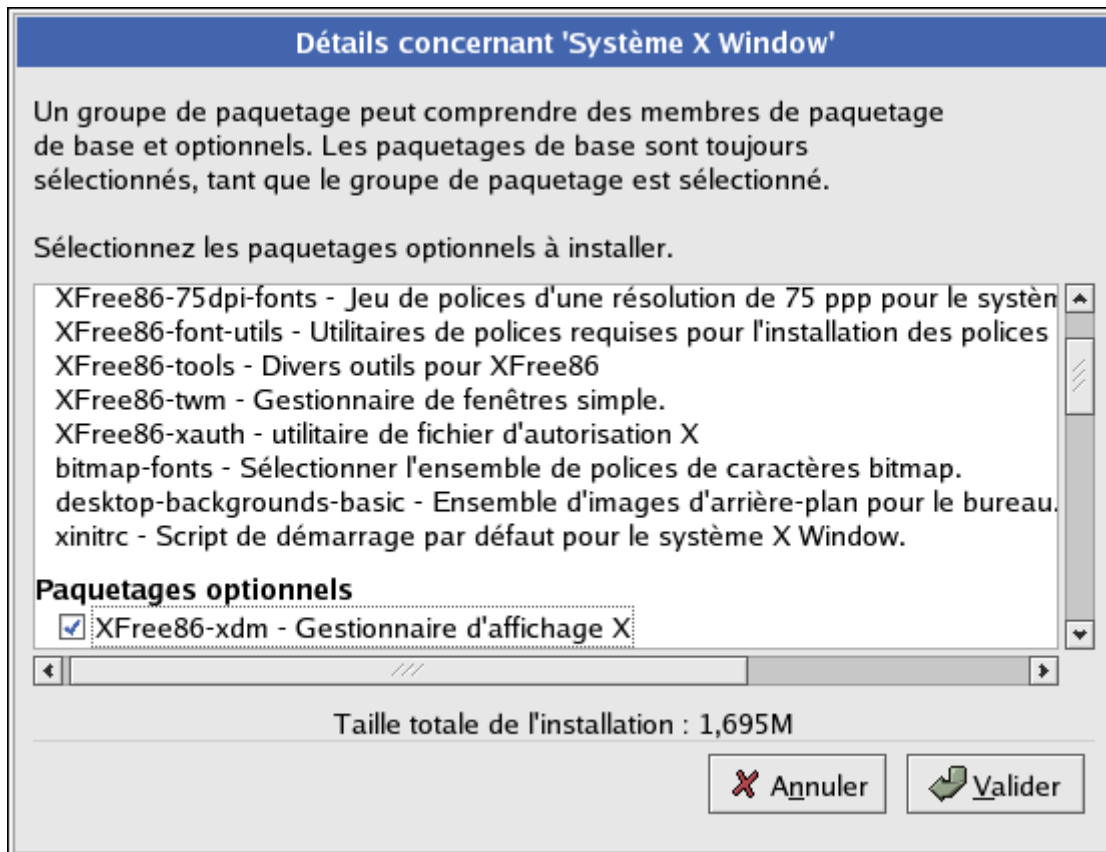 Détails concernant 'Système X Window'
Un groupe de paquetage peut comprendre des membres de paquetage
de base et optionnels. Les paquetages de base sont toujours
sélectionnés, tant que le groupe de paquetage est sélectionné.
Sélectionnez les paquetages optionnels à installer.
XFree86-75dpi-fonts - Jeu de polices d'une résolution de 75 ppp pour le systèm
XFree86-font-utils - Utilitaires de polices requises pour l'installation des polices
XFree86-tools - Divers outils pour XFree86
XFree86-twm - Gestionnaire de fenêtres simple.
XFree86-xauth - utilitaire de fichier d'autorisation X
bitmap-fonts - Sélectionner l'ensemble de polices de caractères bitmap.
desktop-backgrounds-basic - Ensemble d'images d'arrière-plan pour le bureau.
xinitrc - Script de démarrage par défaut pour le système X Window.
Paquetages optionnels
XFree86-xdm - Gestionnaire d'affichage X
Taille totale de l'installation : 1,695M
Annuler
Valider